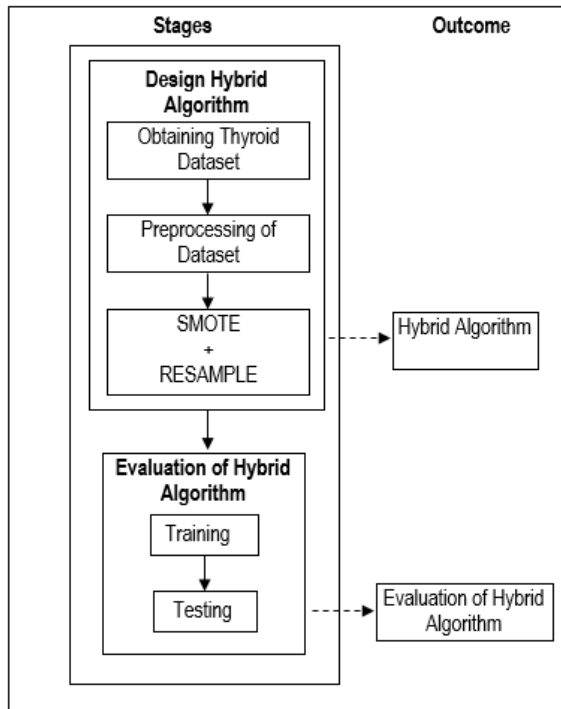 Stages
Outcome
Design Hybrid
Algorithm
Obtaining Thyroid
Dataset
Preprocessing of
Dataset
SMOTE
+
RESAMPLE
Hybrid Algorithm
Evaluation of Hybrid
Algorithm
Training
Testing
Evaluation of Hybrid
Algorithm